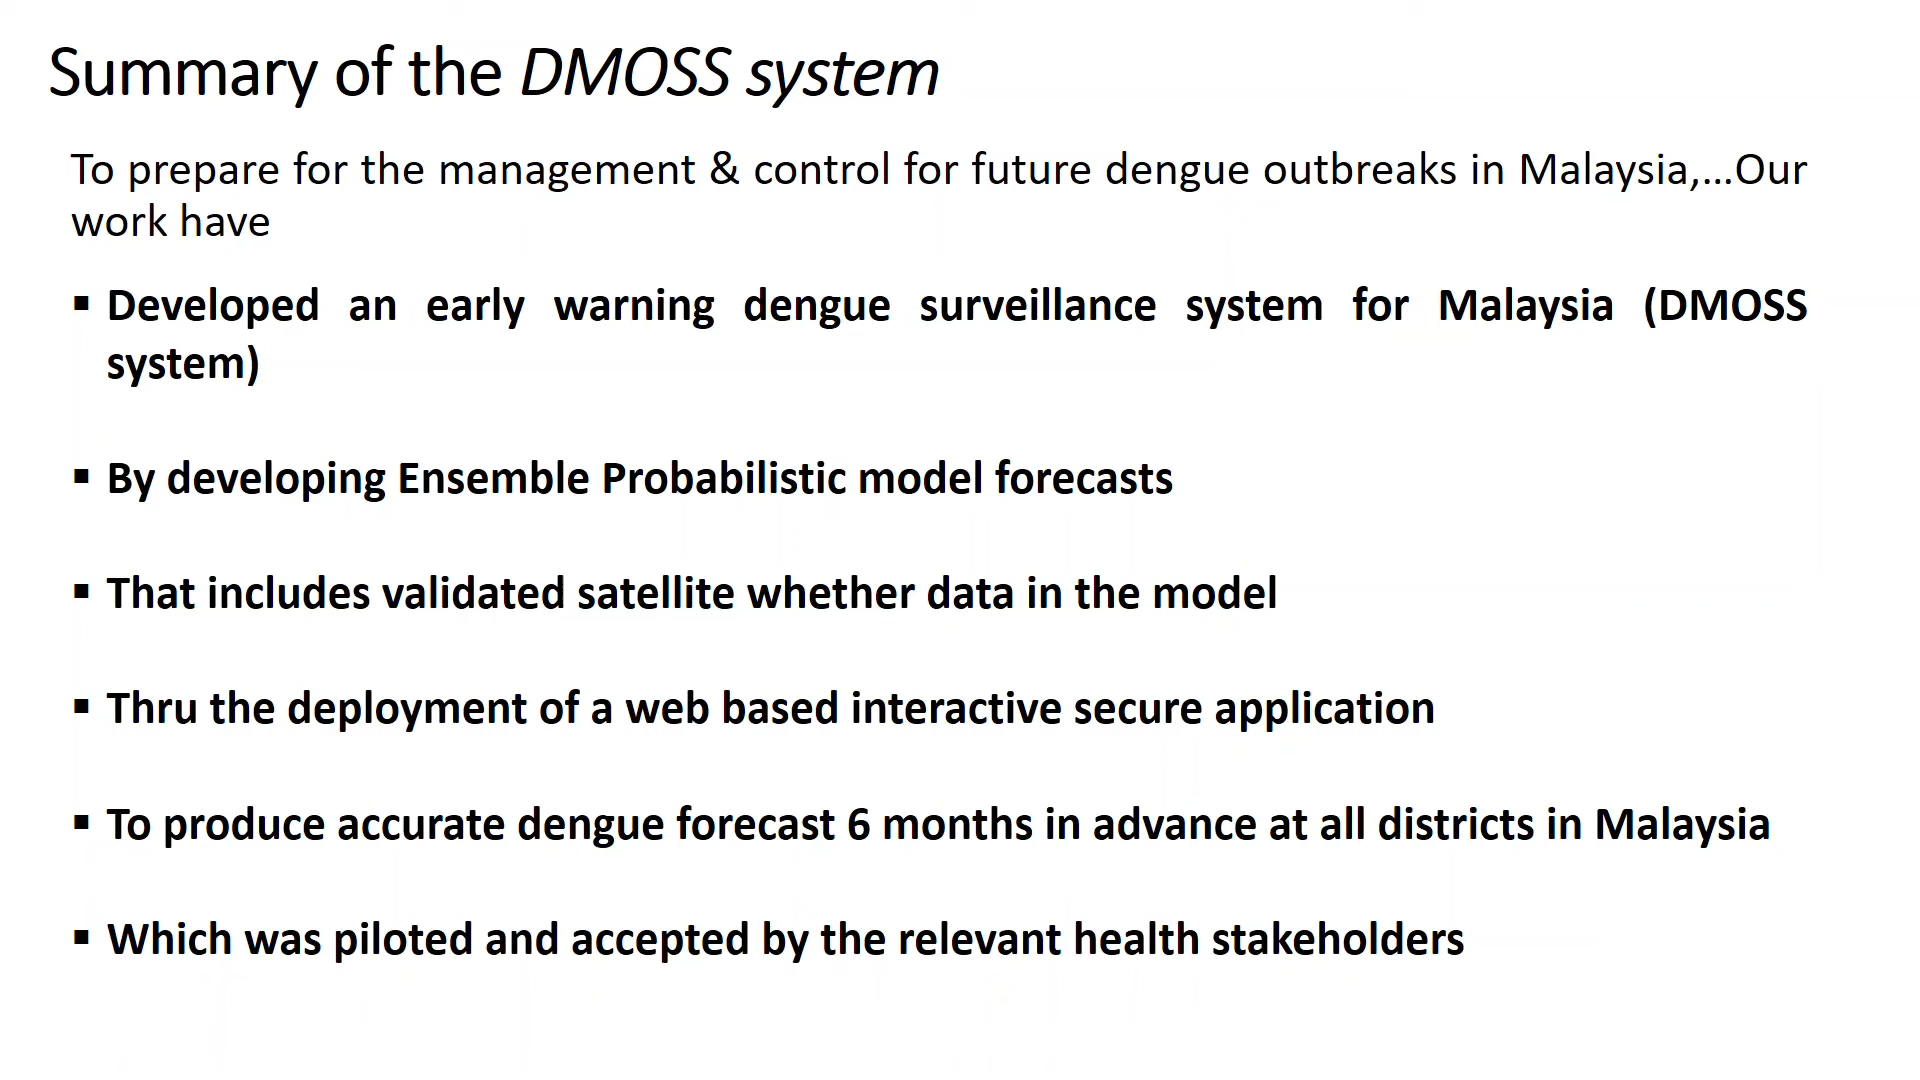 Summary of the DMOSS system
To prepare for the management & control for future dengue outbreaks in Malaysia,...Our
work have
▪ Developed an early warning dengue surveillance system for Malaysia (DMOSS
system)
▪ By developing Ensemble Probabilistic model forecasts
▪ That includes validated satellite whether data in the model
▪ Thru the deployment of a web based interactive secure application
▪ To produce accurate dengue forecast 6 months in advance at all districts in Malaysia
▪ Which was piloted and accepted by the relevant health stakeholders